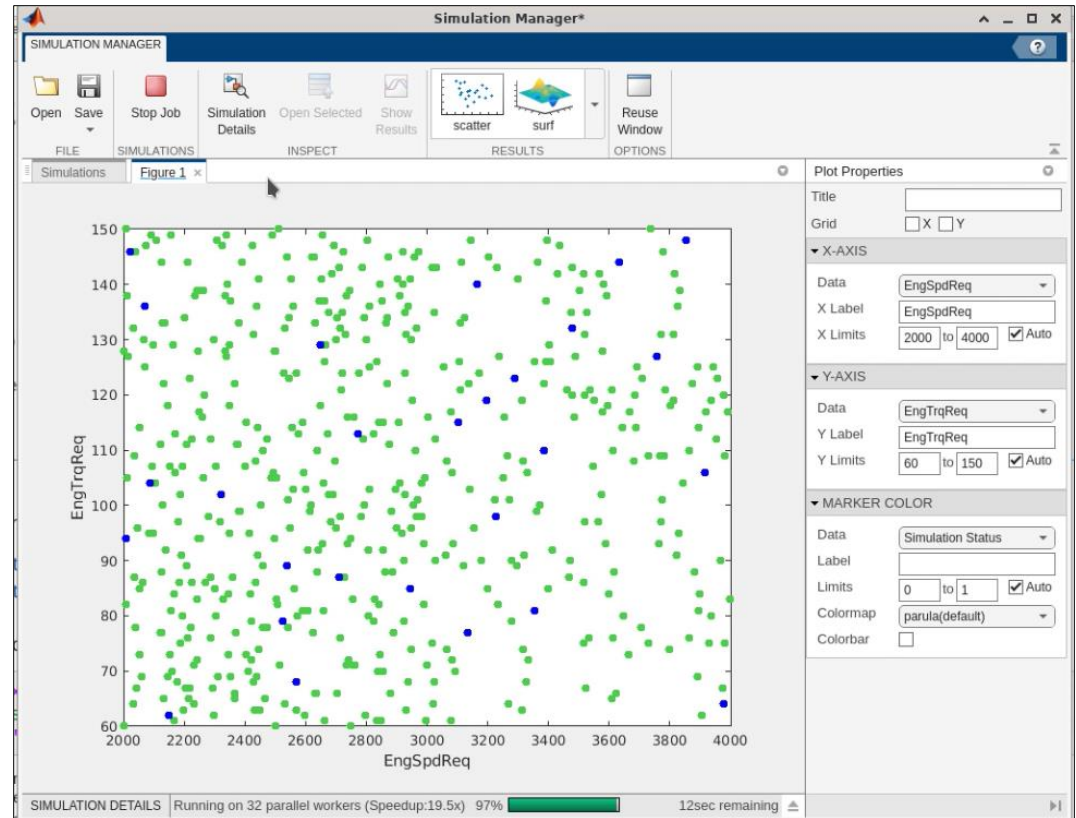 Simulation Manager*
SIMULATION MANAGER
?
Open
Save
Stop Job
Simulation Details
Open Selected
Show Results
scatter
surf
Reuse Window
FILE
SIMULATIONS
INSPECT
RESULTS
OPTIONS
Simulations
Figure 1 ×
150
140
130
120
110
100
90
80
70
60
EngTrqReq
2000 2200 2400 2600 2800 3000 3200 3400 3600 3800 4000
EngSpdReq
Plot Properties
Title
Grid X Y
X-AXIS
Data EngSpdReq
X Label EngSpdReq
X Limits 2000 to 4000 Auto
Y-AXIS
Data EngTrqReq
Y Label EngTrqReq
Y Limits 60 to 150 Auto
MARKER COLOR
Data Simulation Status
Label
Limits 0 to 1 Auto
Colormap parula(default)
Colorbar
SIMULATION DETAILS Running on 32 parallel workers (Speedup:19.5x) 97% 12sec remaining